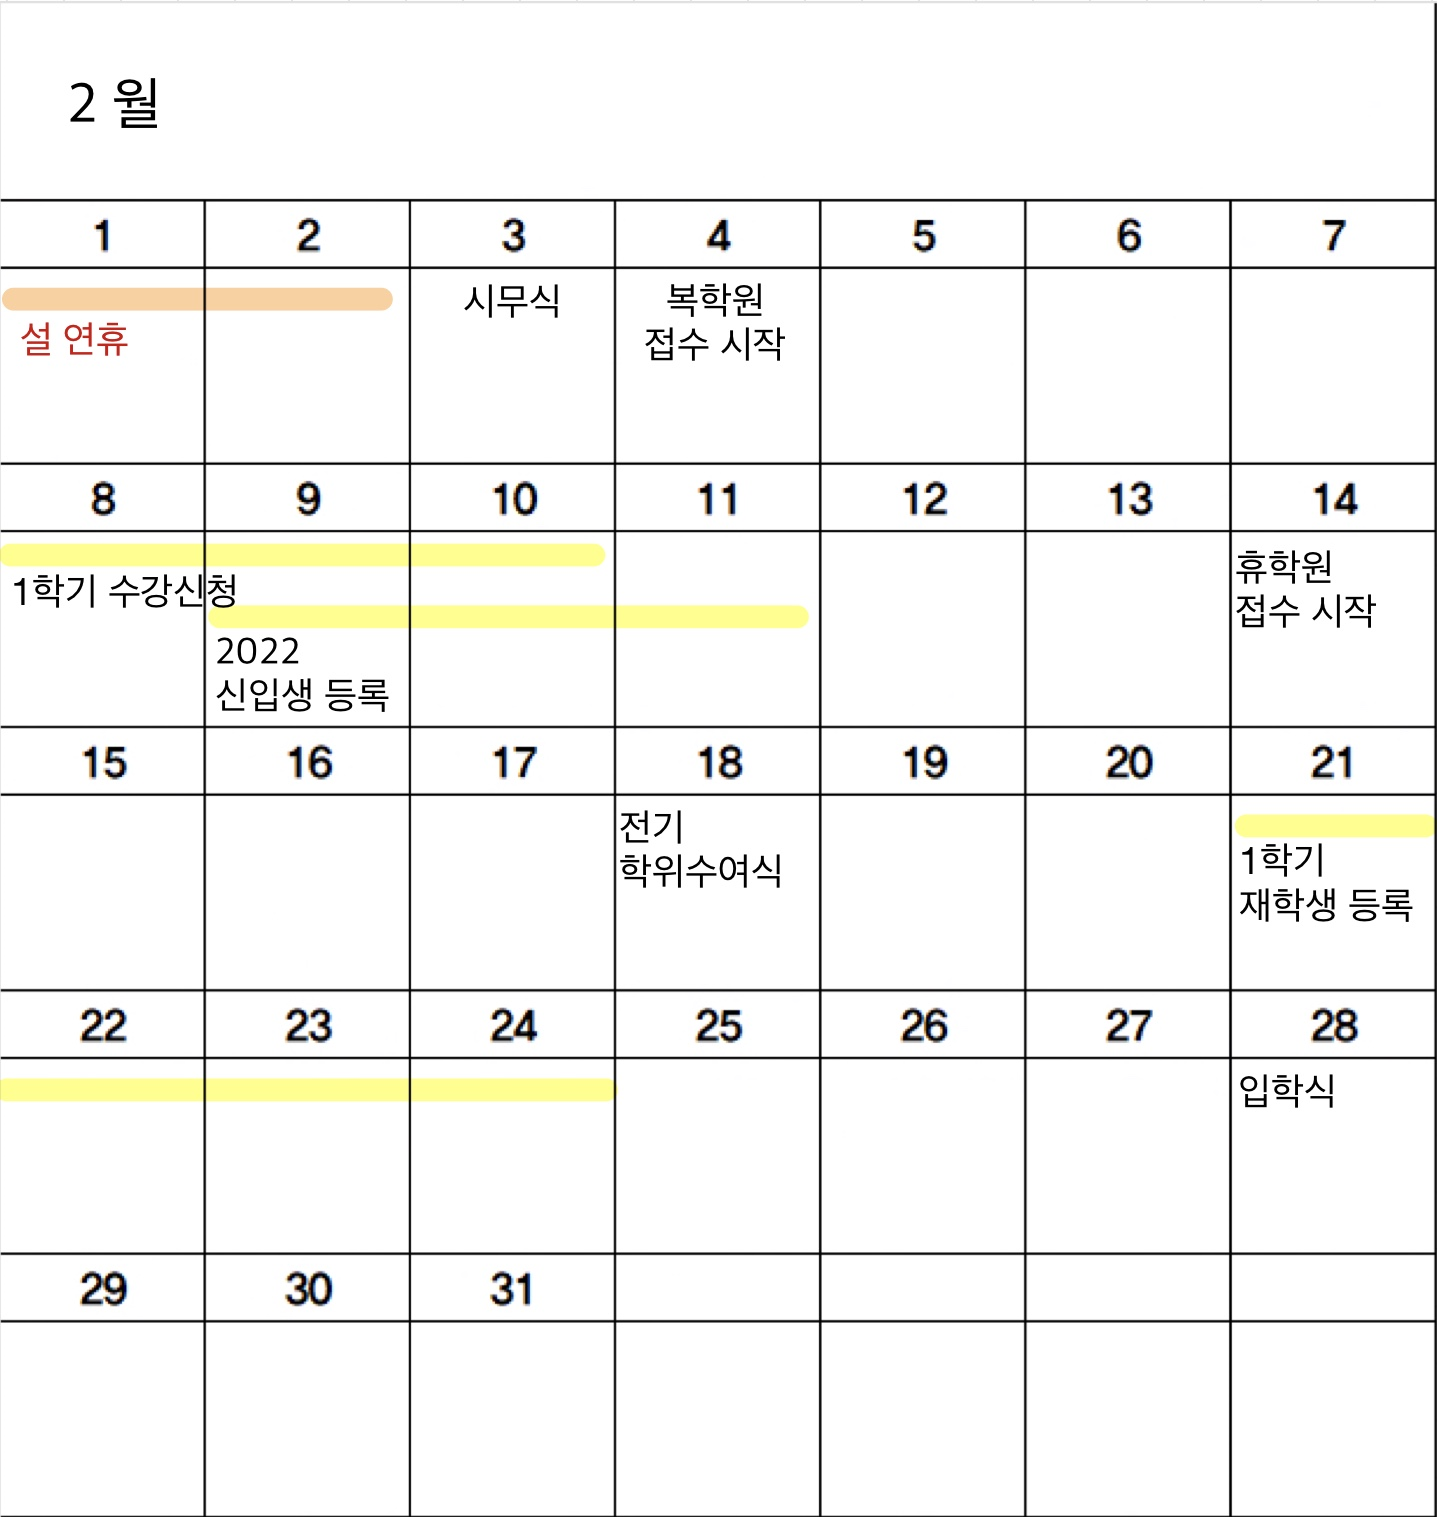 2 월
1 2 3 4 5 6 7
설 연휴
시무식
복학원
접수 시작
8 9 10 11 12 13 14
1학기 수강신청
2022
신입생 등록
휴학원
접수 시작
15 16 17 18 19 20 21
전기
학위수여식
1학기
재학생 등록
22 23 24 25 26 27 28
입학식
29 30 31